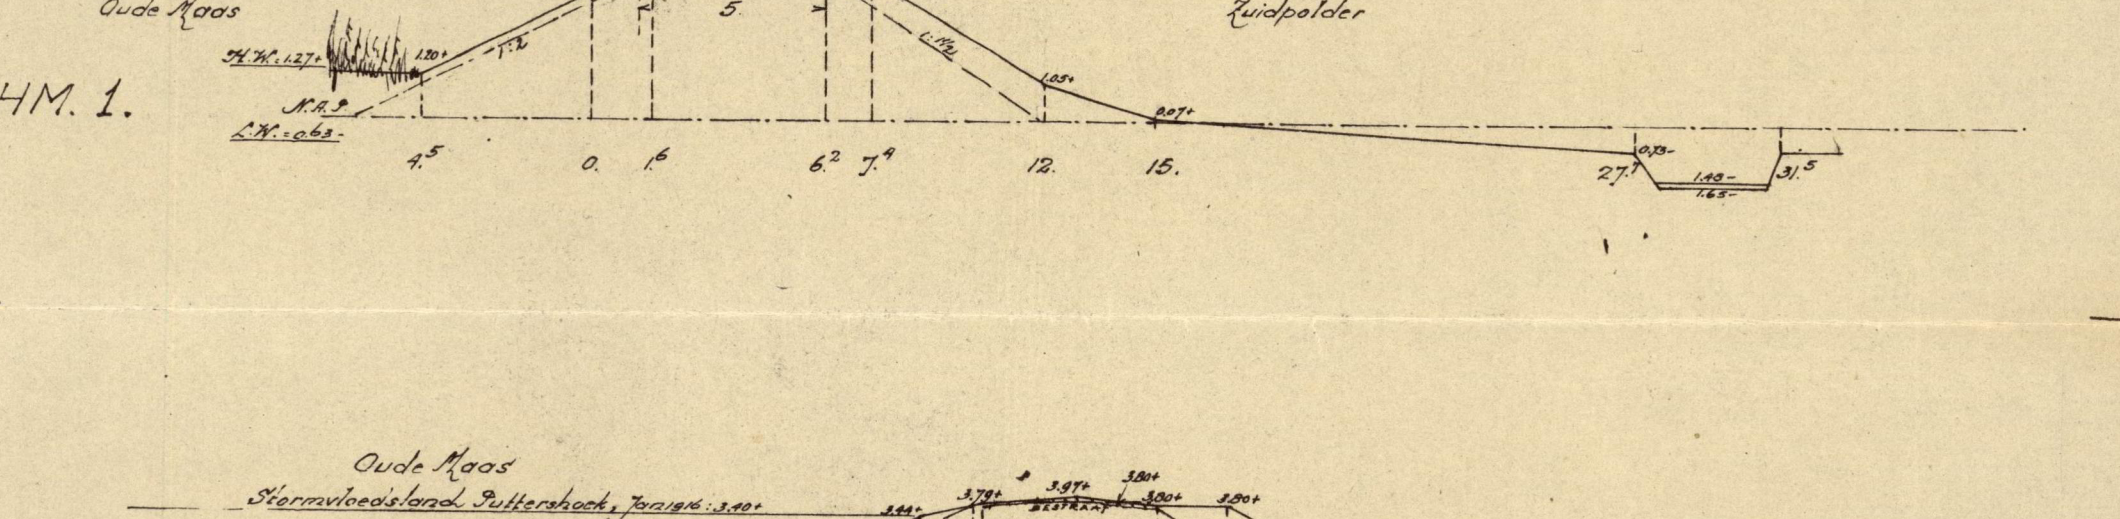 Oude Maas
5.
Zuidpolder
H.W. = 1.27+
1.20+
1:2
1:1½
1.05+
HM. 1.
N.A.P.
0.07+
L.W. = 0.63-
4.5 0. 1.6 6.2 7.4 12. 15. 27.7 0.73- 31.5
1.48-
1.65-
Oude Maas
Stormvloedstand Puttershoek, Jan 1916 : 3.40+
3.44+ 3.79+ 3.97+ 3.80+ 3.80+ 3.80+
BESTRAAT